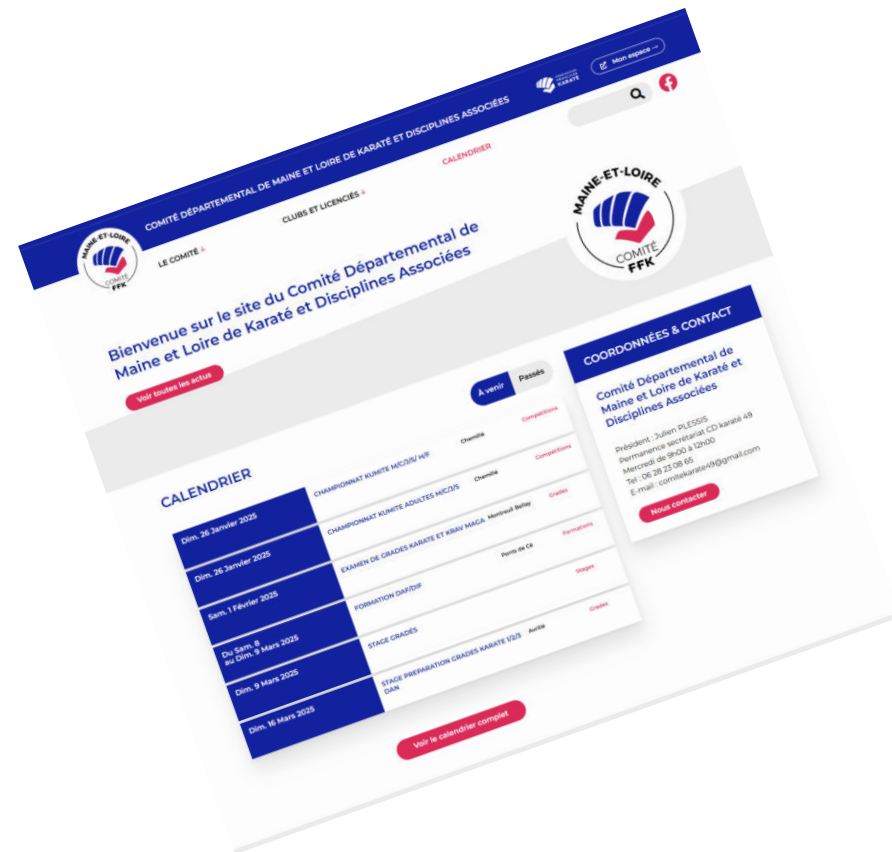 COMITÉ DÉPARTEMENTAL DE MAINE ET LOIRE DE KARATÉ ET DISCIPLINES ASSOCIÉES
KARATÉ
Mon espace →
MAINE-ET-LOIRE
COMITÉ
FFK
LE COMITÉ ↓
CLUBS ET LICENCIÉS ↓
CALENDRIER
Bienvenue sur le site du Comité Départemental de
Maine et Loire de Karaté et Disciplines Associées
MAINE-ET-LOIRE
COMITÉ
FFK
Voir toutes les actus
CALENDRIER
À venir
Passés
Dim. 26 Janvier 2025
CHAMPIONNAT KUMITE M/C/J/S/ H/F
Chemillé
Compétitions
Dim. 26 Janvier 2025
CHAMPIONNAT KUMITE ADULTES M/C/J/S
Chemillé
Compétitions
Sam. 1 Février 2025
EXAMEN DE GRADES KARATE ET KRAV MAGA
Montreuil Bellay
Grades
Du Sam. 8
au Dim. 9 Mars 2025
FORMATION DAF/DIF
Ponts de Cé
Formations
Dim. 9 Mars 2025
STAGE GRADÉS
Stages
Dim. 16 Mars 2025
STAGE PREPARATION GRADES KARATE 1/2/3
DAN
Avrillé
Grades
Voir le calendrier complet
COORDONNÉES & CONTACT
Comité Départemental de
Maine et Loire de Karaté et
Disciplines Associées
Président : Julien PLESSIS
Permanence secrétariat CD karaté 49
Mercredi de 9h00 à 12h00
Tel : 06 28 23 08 65
E-mail : comitekarate49@gmail.com
Nous contacter